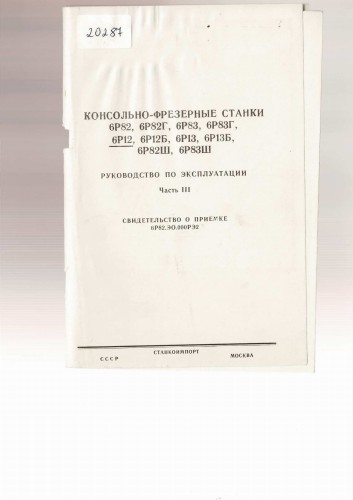 20287
КОНСОЛЬНО-ФРЕЗЕРНЫЕ СТАНКИ
6Р82, 6Р82Г, 6Р83, 6Р83Г,
6Р12, 6Р12Б, 6Р13, 6Р13Б,
6Р82Ш, 6Р83Ш
РУКОВОДСТВО ПО ЭКСПЛУАТАЦИИ
Часть III
СВИДЕТЕЛЬСТВО О ПРИЕМКЕ
6Р82.ЭО.000РЭ2
СТАНКОИМПОРТ
СССР МОСКВА